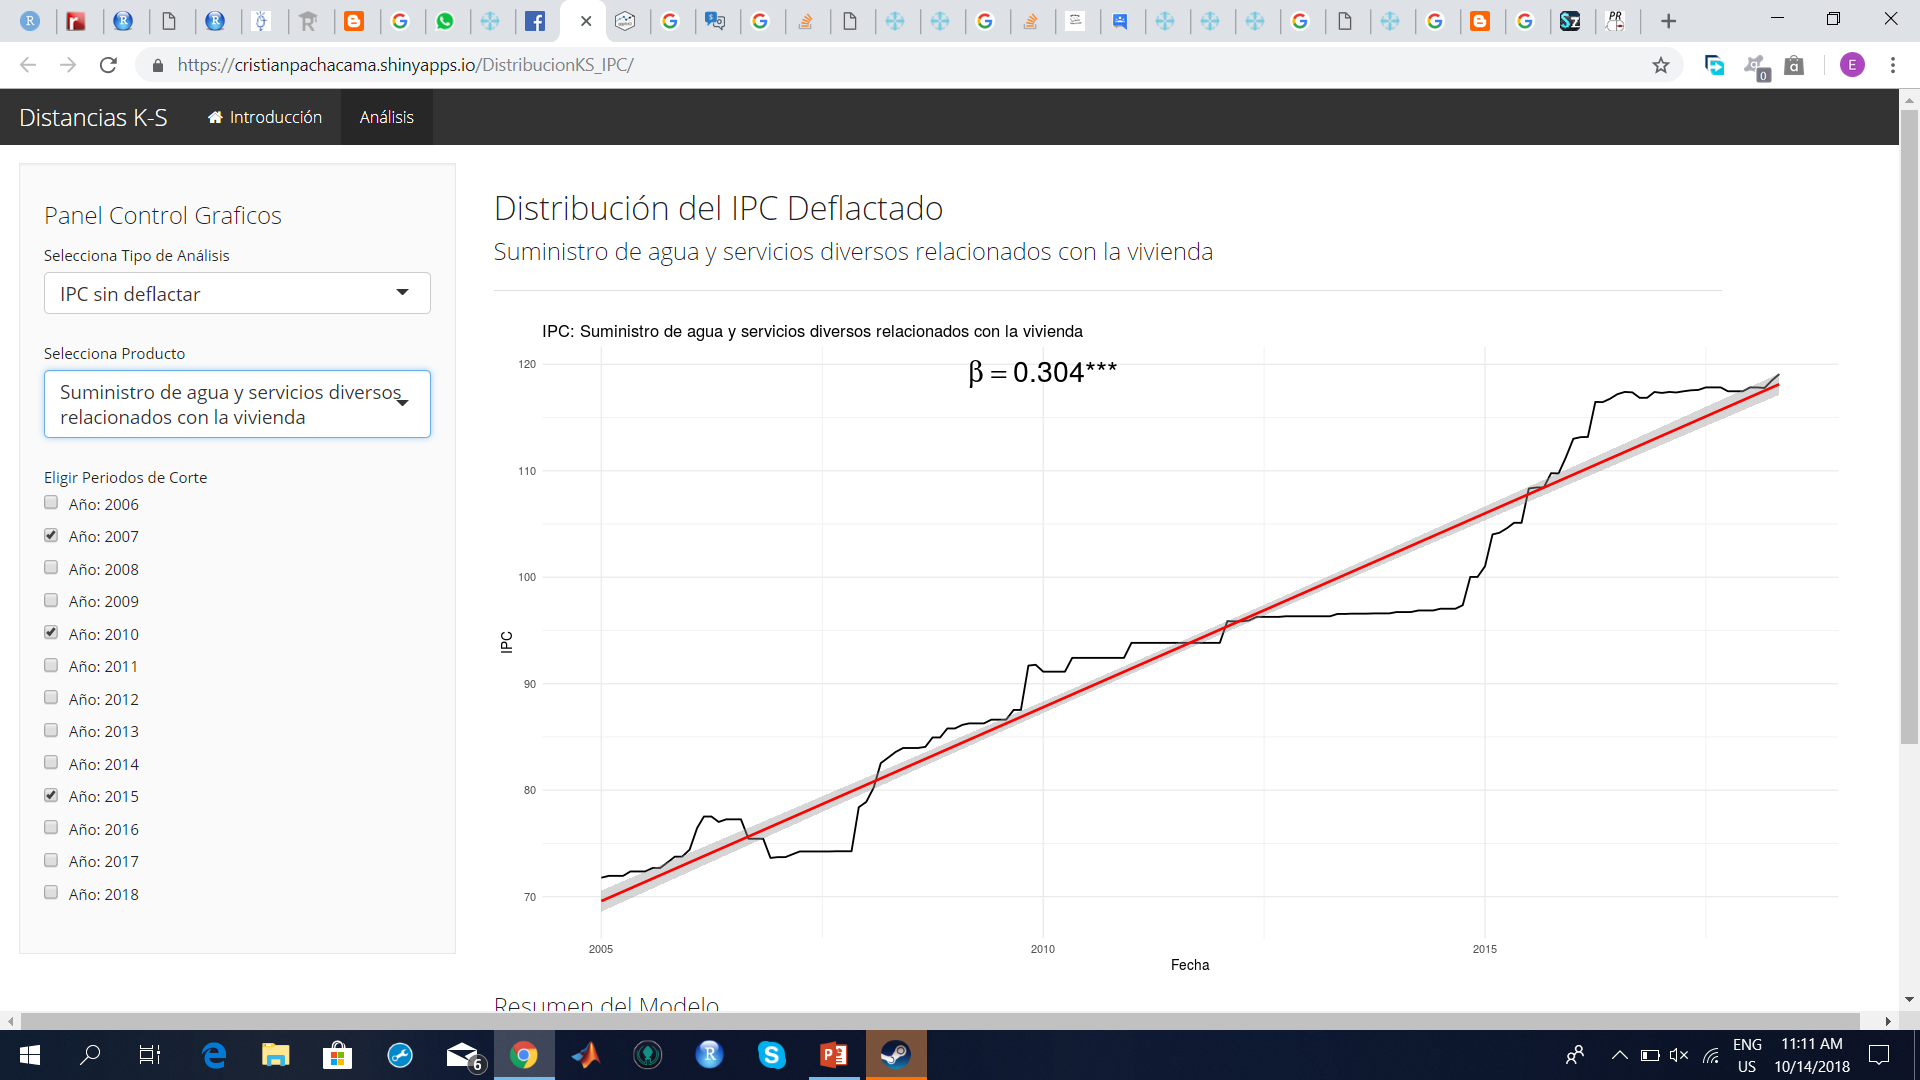 https://cristianpachacama.shinyapps.io/DistribucionKS_IPC/
0
E
Distancias K-S
Introducción
Análisis
Panel Control Graficos
Selecciona Tipo de Análisis
IPC sin deflactar
Selecciona Producto
Suministro de agua y servicios diversos
relacionados con la vivienda
Eligir Periodos de Corte
Año: 2006
Año: 2007
Año: 2008
Año: 2009
Año: 2010
Año: 2011
Año: 2012
Año: 2013
Año: 2014
Año: 2015
Año: 2016
Año: 2017
Año: 2018
Distribución del IPC Deflactado
Suministro de agua y servicios diversos relacionados con la vivienda
IPC: Suministro de agua y servicios diversos relacionados con la vivienda
β = 0.304***
120
110
100
90
80
70
IPC
2005
2010
2015
Fecha
Resumen del Modelo
6
ENG
US
11:11 AM
10/14/2018